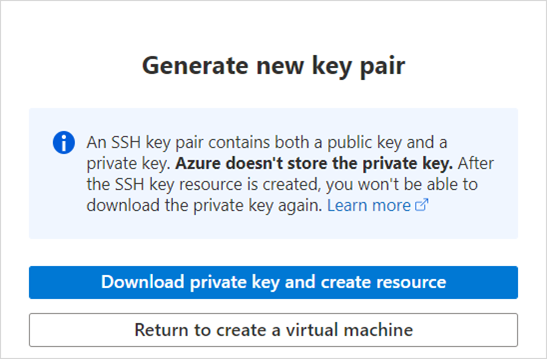 Generate new key pair
An SSH key pair contains both a public key and a
private key. Azure doesn't store the private key. After
the SSH key resource is created, you won't be able to
download the private key again. Learn more
Download private key and create resource
Return to create a virtual machine